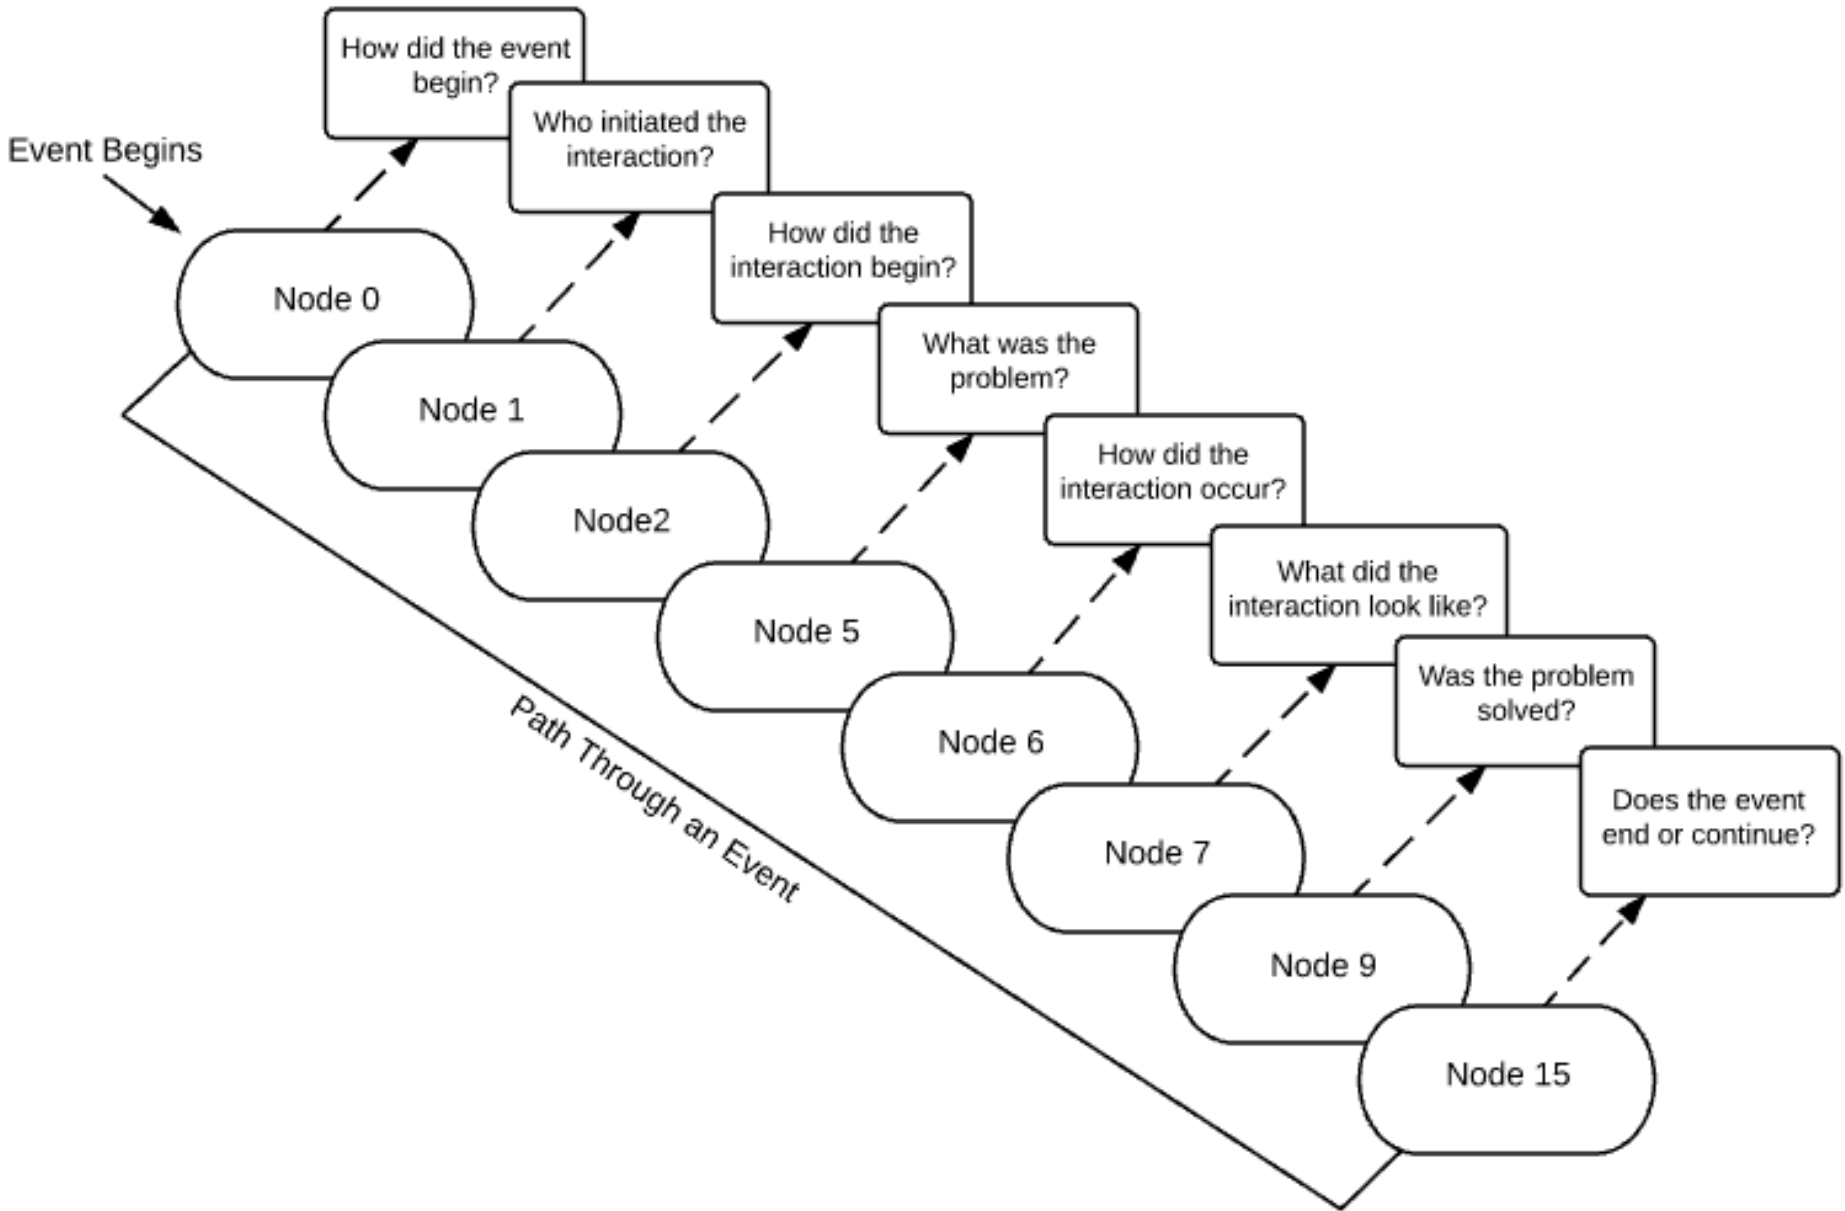 How did the event
begin?
Who initiated the
interaction?
Event Begins
How did the
interaction begin?
Node 0
What was the
problem?
Node 1
How did the
interaction occur?
Node2
What did the
interaction look like?
Node 5
Was the problem
solved?
Node 6
Does the event
end or continue?
Path Through an Event
Node 7
Node 9
Node 15